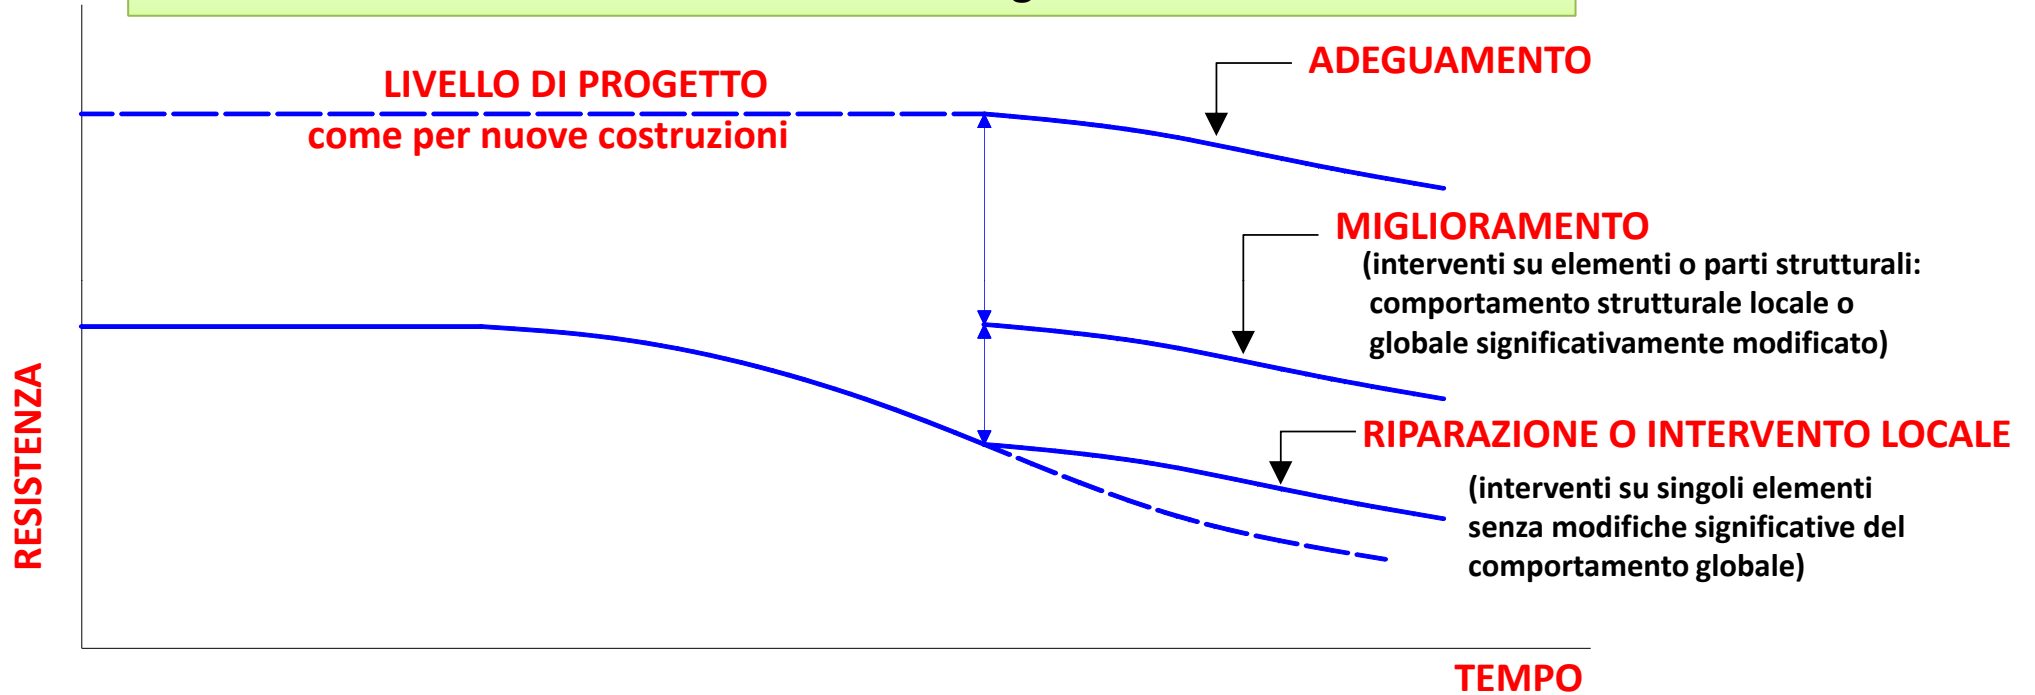 LIVELLO DI PROGETTO
come per nuove costruzioni
ADEGUAMENTO
MIGLIORAMENTO
(interventi su elementi o parti strutturali:
comportamento strutturale locale o
globale significativamente modificato)
RIPARAZIONE O INTERVENTO LOCALE
(interventi su singoli elementi
senza modifiche significative del
comportamento globale)
RESISTENZA
TEMPO